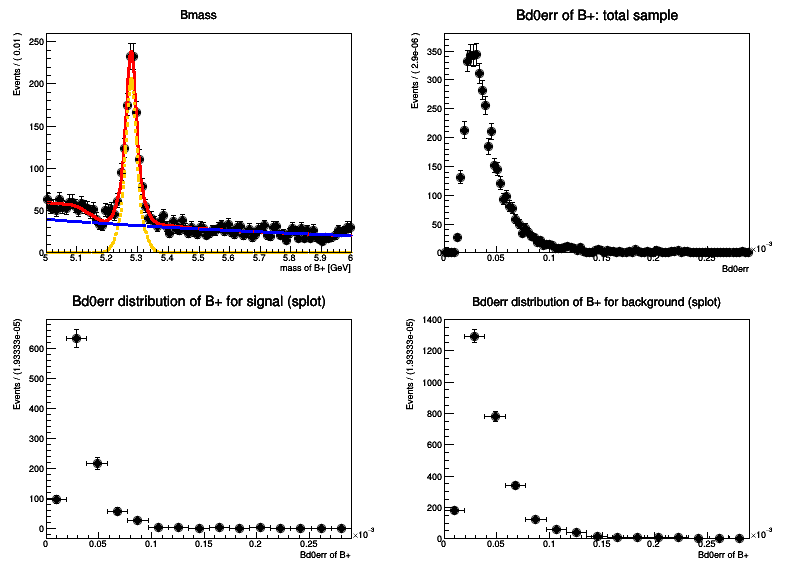 Bmass
Events / ( 0.01 )
250
200
150
100
50
0
5 5.1 5.2 5.3 5.4 5.5 5.6 5.7 5.8 5.9 6
mass of B+ [GeV]
Bd0err of B+: total sample
Events / ( 2.9e-06 )
350
300
250
200
150
100
50
0
0 0.05 0.1 0.15 0.2 0.25
×10⁻³
Bd0err
Bd0err distribution of B+ for signal (splot)
Events / (1.93333e-05)
600
500
400
300
200
100
0
0 0.05 0.1 0.15 0.2 0.25
×10⁻³
Bd0err of B+
Bd0err distribution of B+ for background (splot)
Events / (1.93333e-05)
1400
1200
1000
800
600
400
200
0
0 0.05 0.1 0.15 0.2 0.25
×10⁻³
Bd0err of B+